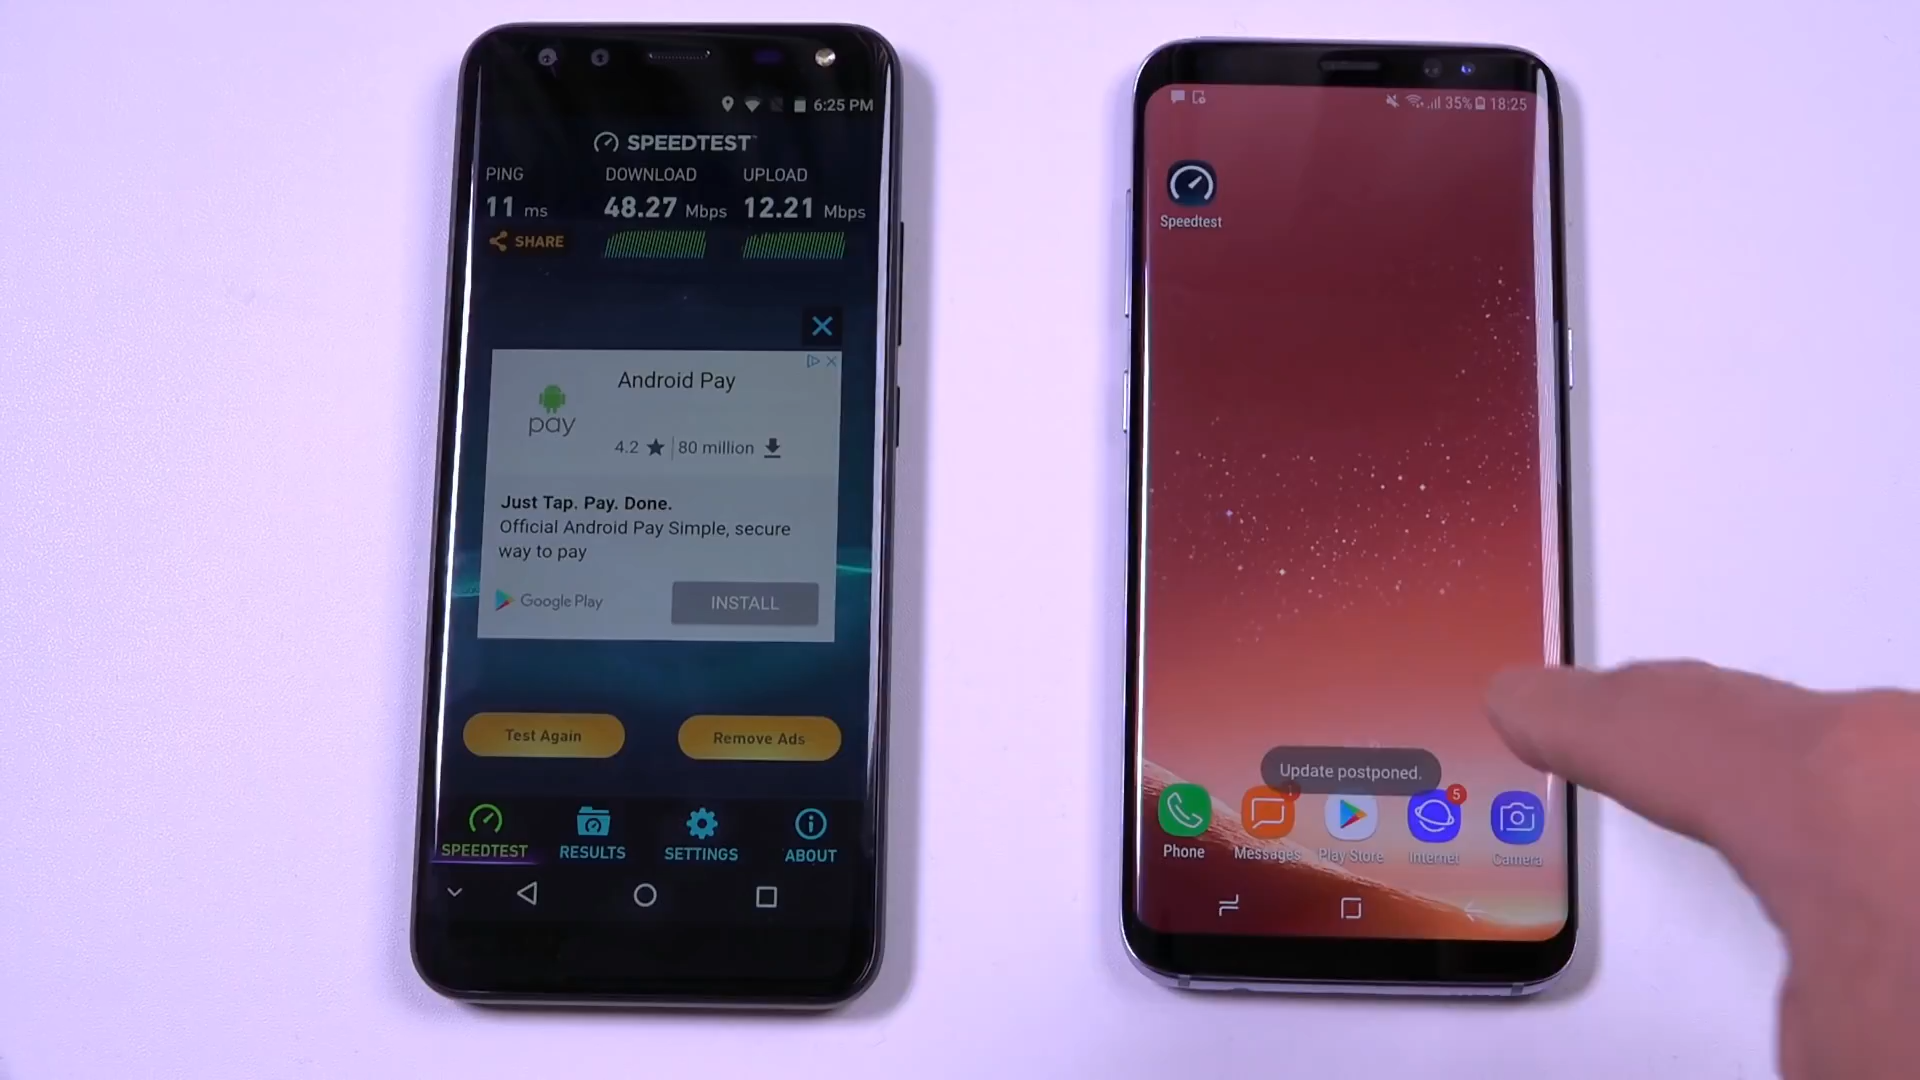 6:25 PM
SPEEDTEST
PING DOWNLOAD UPLOAD
11 ms 48.27 Mbps 12.21 Mbps
SHARE
Android Pay
pay
4.2 80 million
Just Tap. Pay. Done.
Official Android Pay Simple, secure
way to pay
Google Play
INSTALL
Test Again
Remove Ads
SPEEDTEST RESULTS SETTINGS ABOUT
35% 18:25
Speedtest
Update postponed.
1
5
Phone Messages Play Store Internet Camera